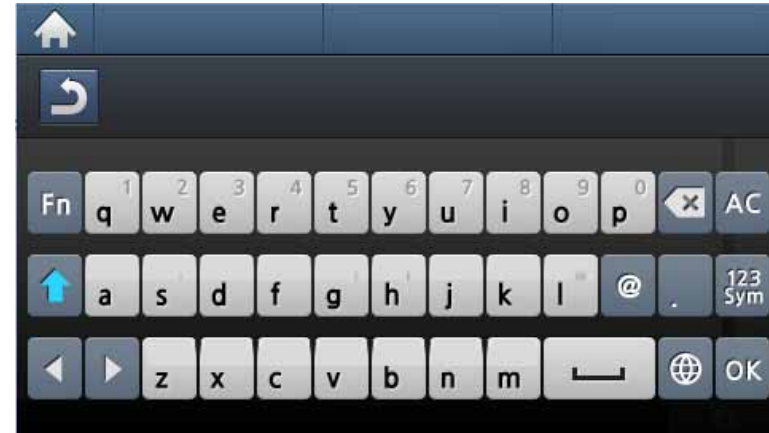 Fn q 1 w 2 e 3 r 4 t 5 y 6 u 7 i 8 o 9 p 0 AC
a s d f g h j k l @ . 123
Sym
z x c v b n m OK